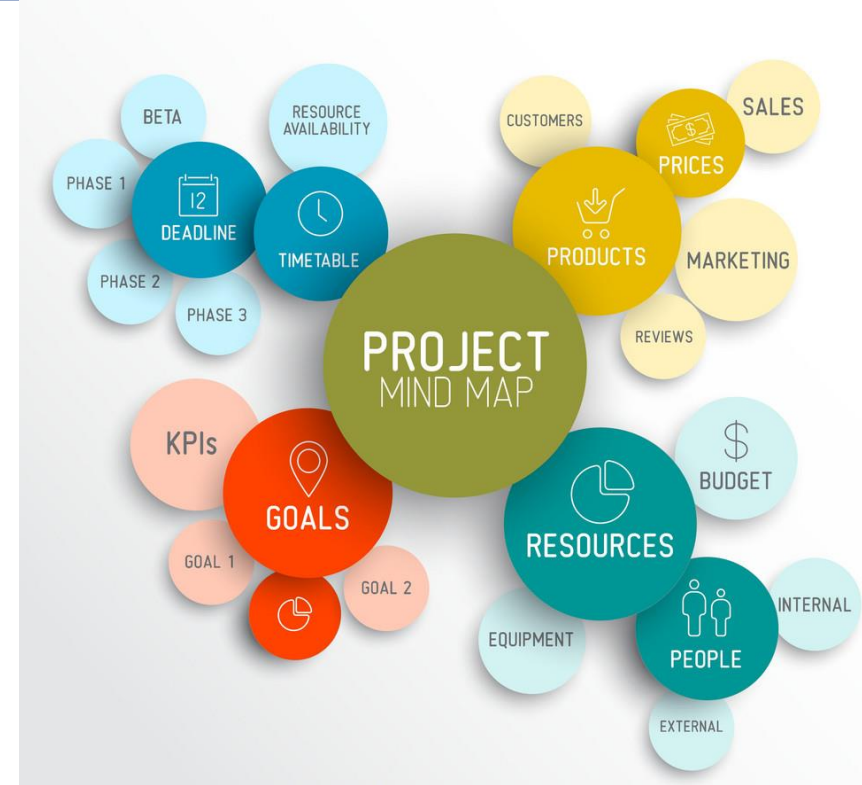 PROJECT
MIND MAP
BETA
RESOURCE
AVAILABILITY
PHASE 1
12
DEADLINE
TIMETABLE
PHASE 2
PHASE 3
CUSTOMERS
$
PRICES
SALES
PRODUCTS
MARKETING
REVIEWS
KPIs
GOALS
GOAL 1
GOAL 2
$
BUDGET
RESOURCES
EQUIPMENT
PEOPLE
INTERNAL
EXTERNAL